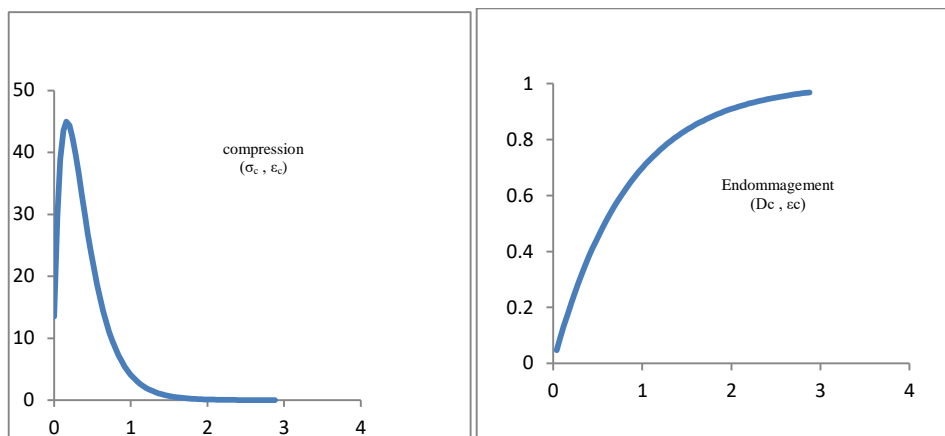 50
40
30
20
10
0
0 1 2 3 4
compression
(σc , εc)
1
0.8
0.6
0.4
0.2
0
0 1 2 3 4
Endommagement
(Dc , εc)